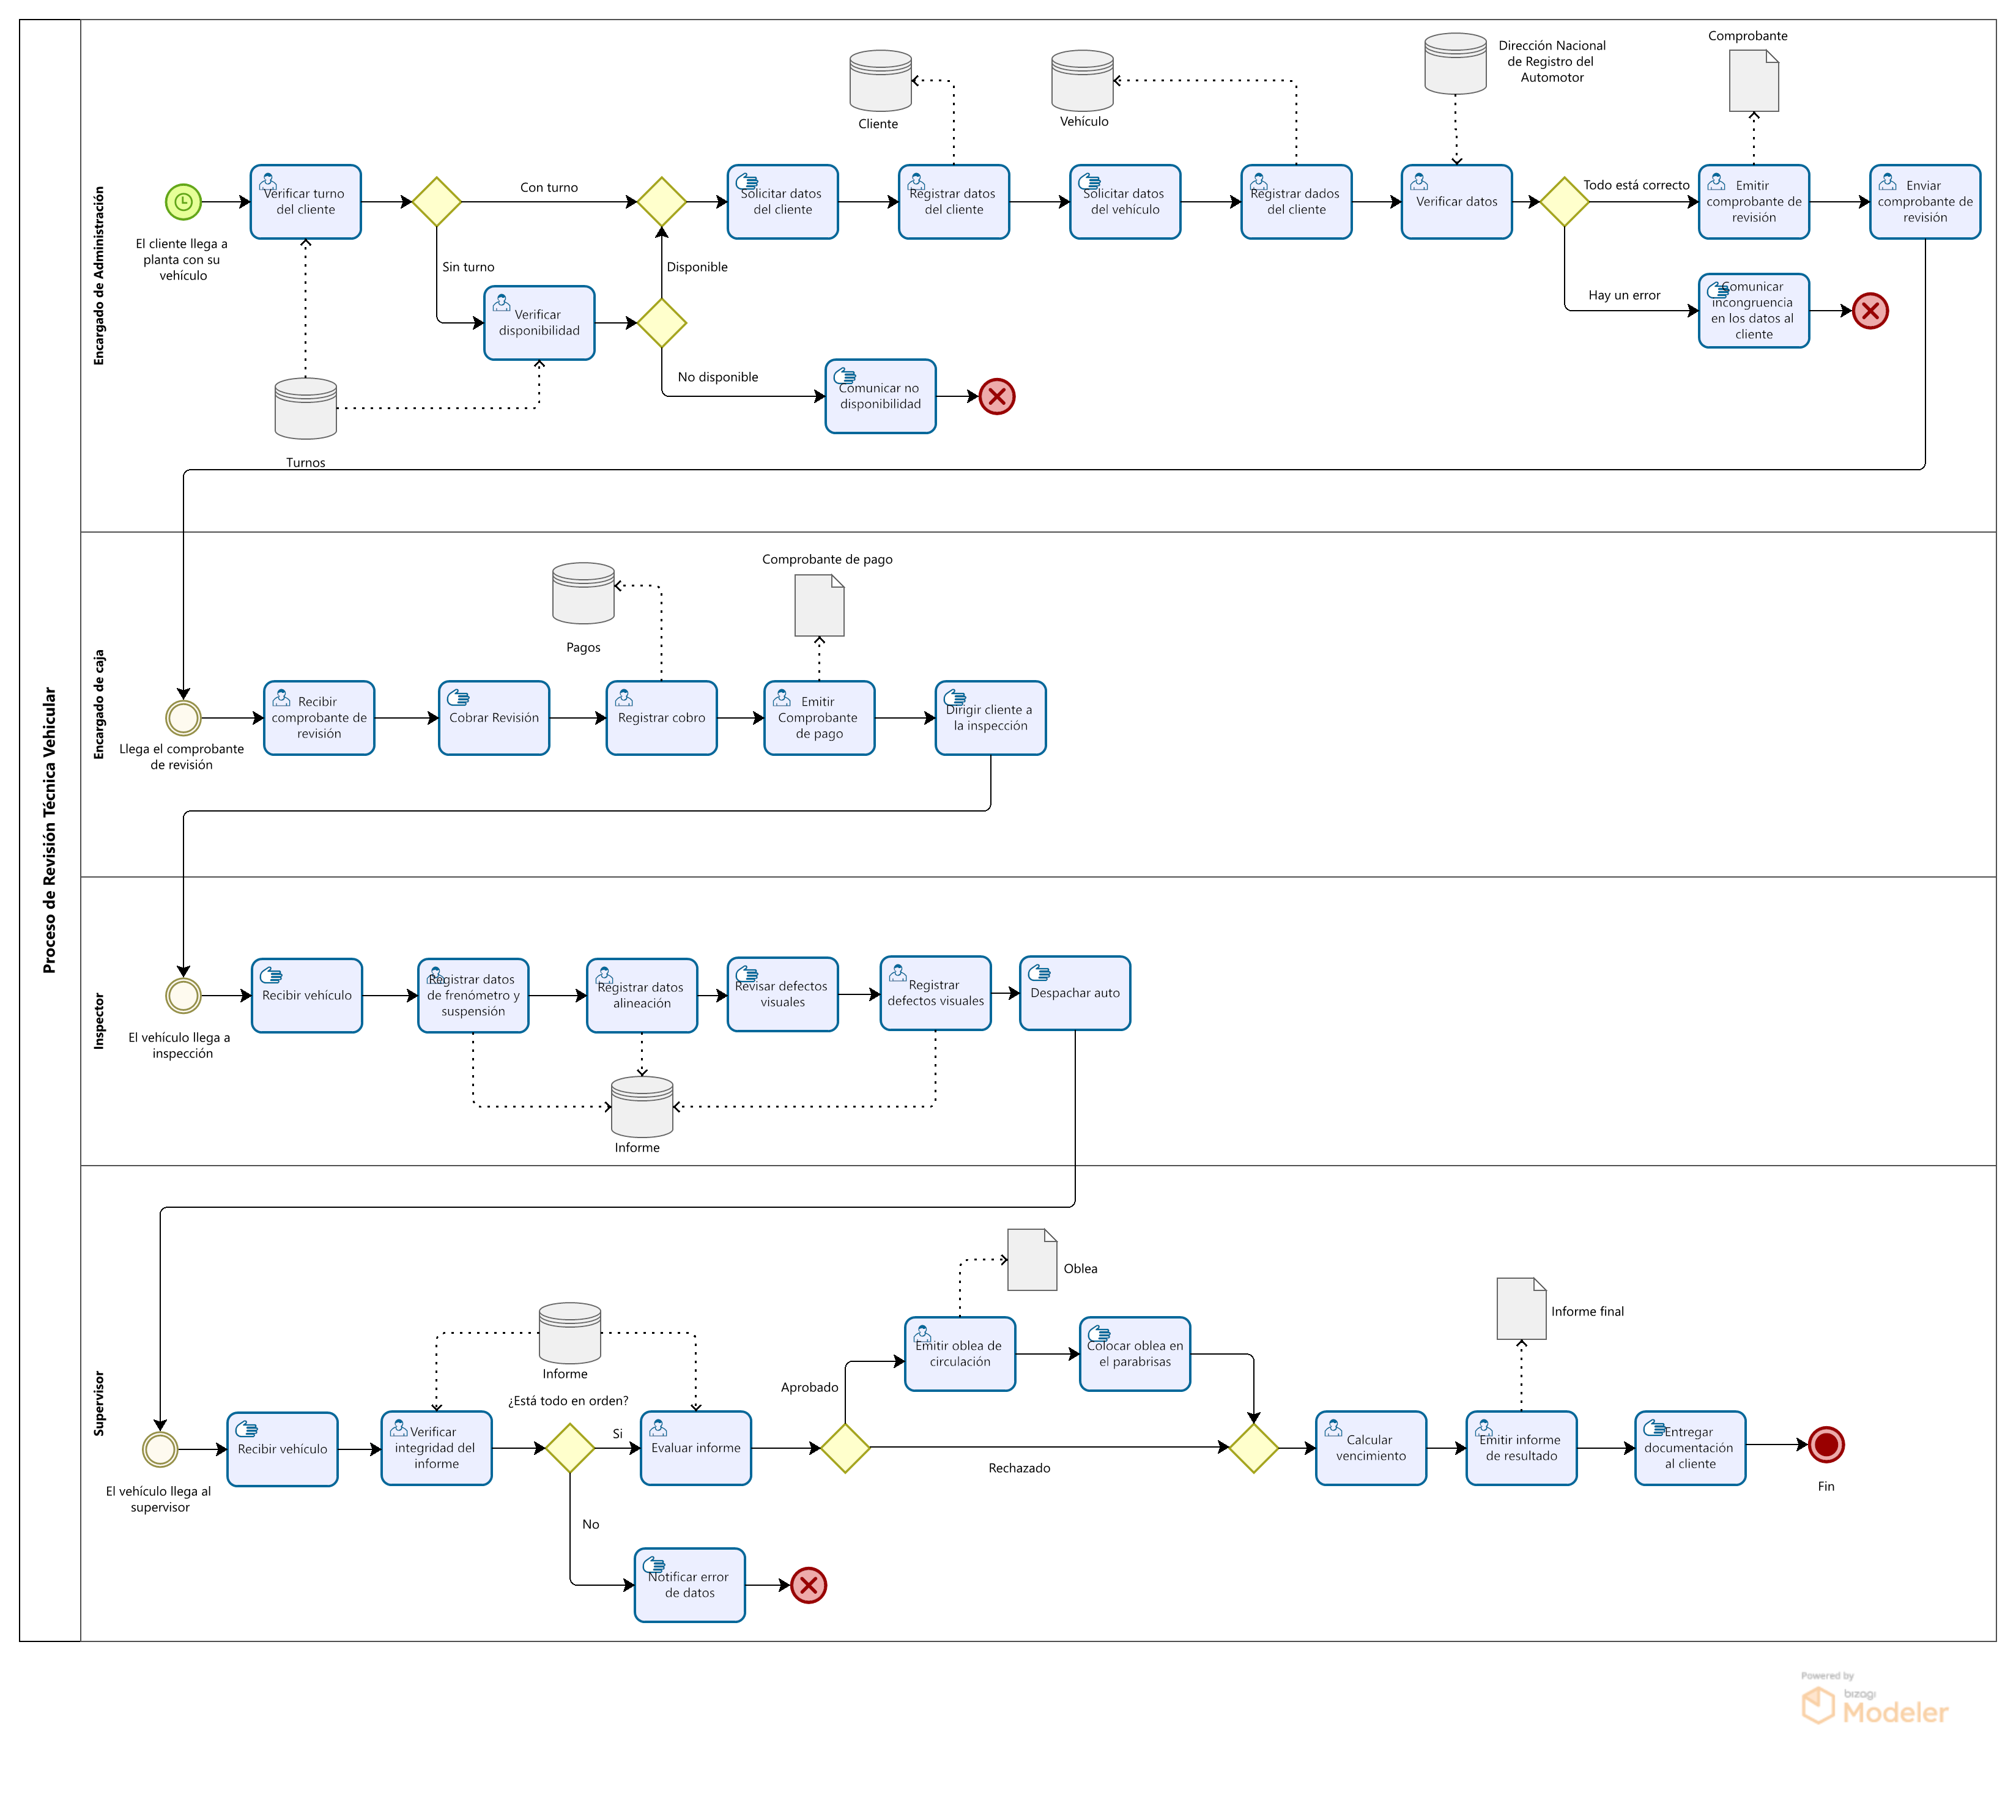 Proceso de Revisión Técnica Vehicular
Encargado de Administración
Comprobante
Dirección Nacional
de Registro del
Automotor
Cliente
Vehículo
El cliente llega a
planta con su
vehículo
Verificar turno
del cliente
Con turno
Sin turno
Verificar
disponibilidad
Disponible
No disponible
Comunicar no
disponibilidad
Turnos
Solicitar datos
del cliente
Registrar datos
del cliente
Solicitar datos
del vehículo
Registrar dados
del cliente
Verificar datos
Todo está correcto
Hay un error
Emitir
comprobante de
revisión
Enviar
comprobante de
revisión
Comunicar
incongruencia
en los datos al
cliente
Encargado de caja
Comprobante de pago
Pagos
Llega el comprobante
de revisión
Recibir
comprobante de
revisión
Cobrar Revisión
Registrar cobro
Emitir
Comprobante
de pago
Dirigir cliente a
la inspección
Inspector
El vehículo llega a
inspección
Recibir vehículo
Registrar datos
de frenómetro y
suspensión
Registrar datos
alineación
Revisar defectos
visuales
Registrar
defectos visuales
Despachar auto
Informe
Supervisor
El vehículo llega al
supervisor
Recibir vehículo
Verificar
integridad del
informe
Informe
¿Está todo en orden?
Si
No
Evaluar informe
Notificar error
de datos
Aprobado
Rechazado
Emitir oblea de
circulación
Oblea
Colocar oblea en
el parabrisas
Calcular
vencimiento
Emitir informe
de resultado
Informe final
Entregar
documentación
al cliente
Fin
Powered by
bizagi
Modeler